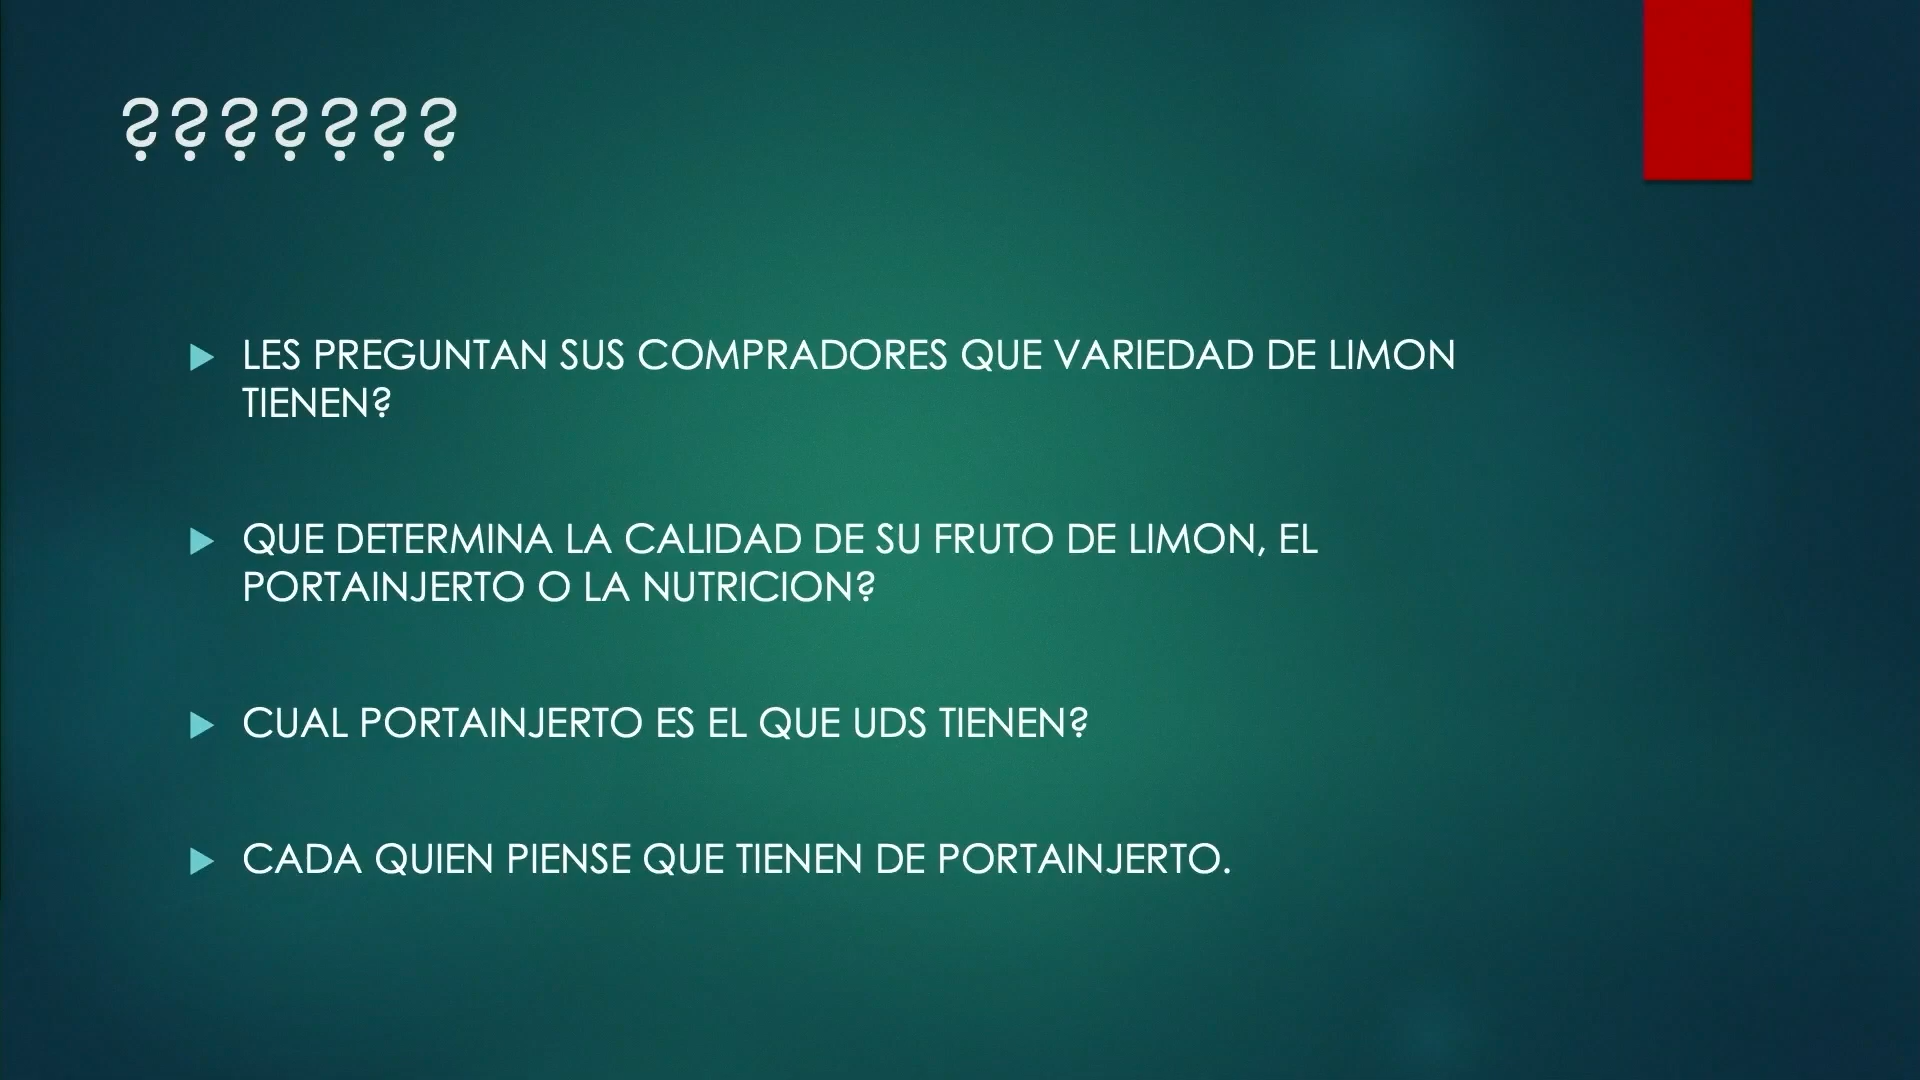 ???????
LES PREGUNTAN SUS COMPRADORES QUE VARIEDAD DE LIMON
TIENEN?
QUE DETERMINA LA CALIDAD DE SU FRUTO DE LIMON, EL
PORTAINJERTO O LA NUTRICION?
CUAL PORTAINJERTO ES EL QUE UDS TIENEN?
CADA QUIEN PIENSE QUE TIENEN DE PORTAINJERTO.